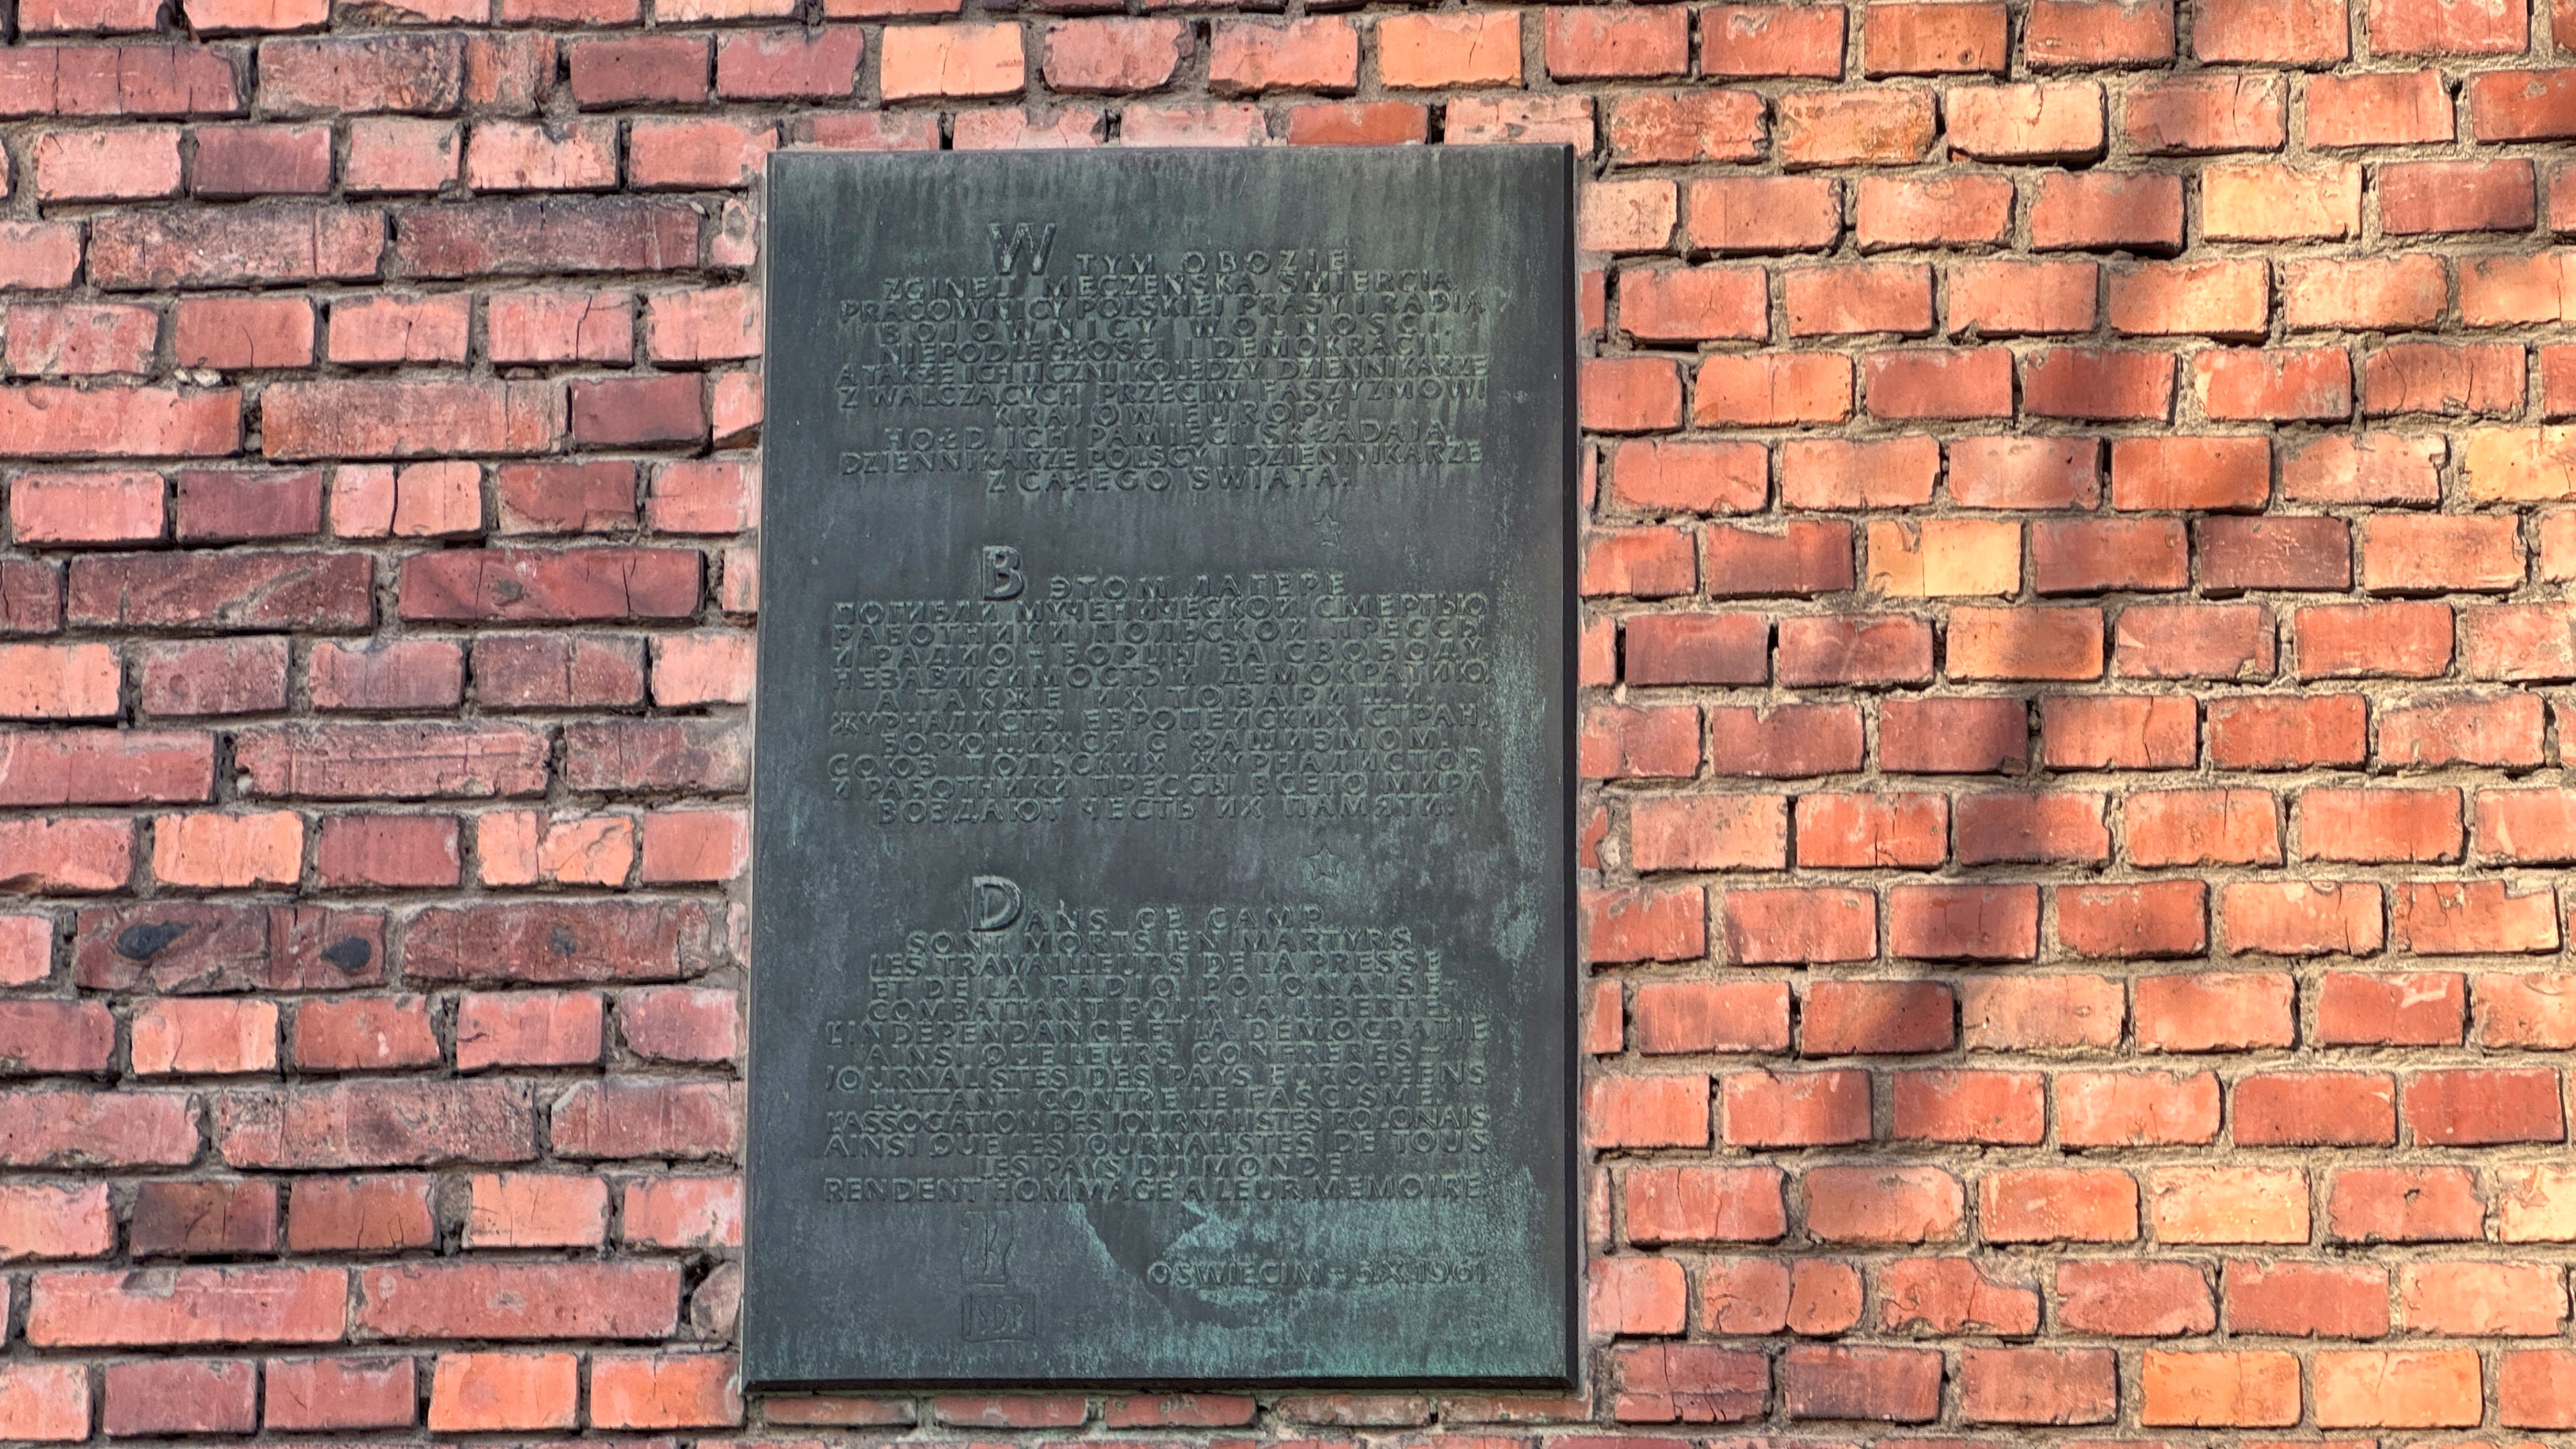 W TYM OBOZIE
ZGINĘLI MĘCZEŃSKĄ ŚMIERCIĄ
PRACOWNICY POLSKIEJ PRASY I RADIA
BOJOWNICY WOLNOŚCI,
NIEPODLEGŁOŚCI I DEMOKRACJI,
A TAKŻE ICH LICZNI KOLEDZY DZIENNIKARZE
Z WALCZĄCYCH PRZECIW FASZYZMOWI
KRAJÓW EUROPY.
HOŁD ICH PAMIĘCI SKŁADAJĄ
DZIENNIKARZE POLSCY I DZIENNIKARZE
Z CAŁEGO ŚWIATA.
В ЭТОМ ЛАГЕРЕ
ПОГИБЛИ МУЧЕНИЧЕСКОЙ СМЕРТЬЮ
РАБОТНИКИ ПОЛЬСКОЙ ПРЕССЫ
И РАДИО - БОРЦЫ ЗА СВОБОДУ,
НЕЗАВИСИМОСТЬ И ДЕМОКРАТИЮ,
А ТАКЖЕ ИХ ТОВАРИЩИ,
ЖУРНАЛИСТЫ ЕВРОПЕЙСКИХ СТРАН,
БОРЮЩИХСЯ С ФАШИЗМОМ.
СОЮЗ ПОЛЬСКИХ ЖУРНАЛИСТОВ
И РАБОТНИКИ ПРЕССЫ ВСЕГО МИРА
ВОЗДАЮТ ЧЕСТЬ ИХ ПАМЯТИ.
DANS CE CAMP
SONT MORTS EN MARTYRS
LES TRAVAILLEURS DE LA PRESSE
ET DE LA RADIO POLONAISE,
COMBATTANT POUR LA LIBERTÉ,
L'INDÉPENDANCE ET LA DÉMOCRATIE
AINSI QUE LEURS CONFRÈRES -
JOURNALISTES DES PAYS EUROPÉENS
LUTTANT CONTRE LE FASCISME.
L'ASSOCIATION DES JOURNALISTES POLONAIS
AINSI QUE LES JOURNALISTES DE TOUS
LES PAYS DU MONDE
RENDENT HOMMAGE A LEUR MÉMOIRE.
OŚWIĘCIM - 5.X.1961
SDP